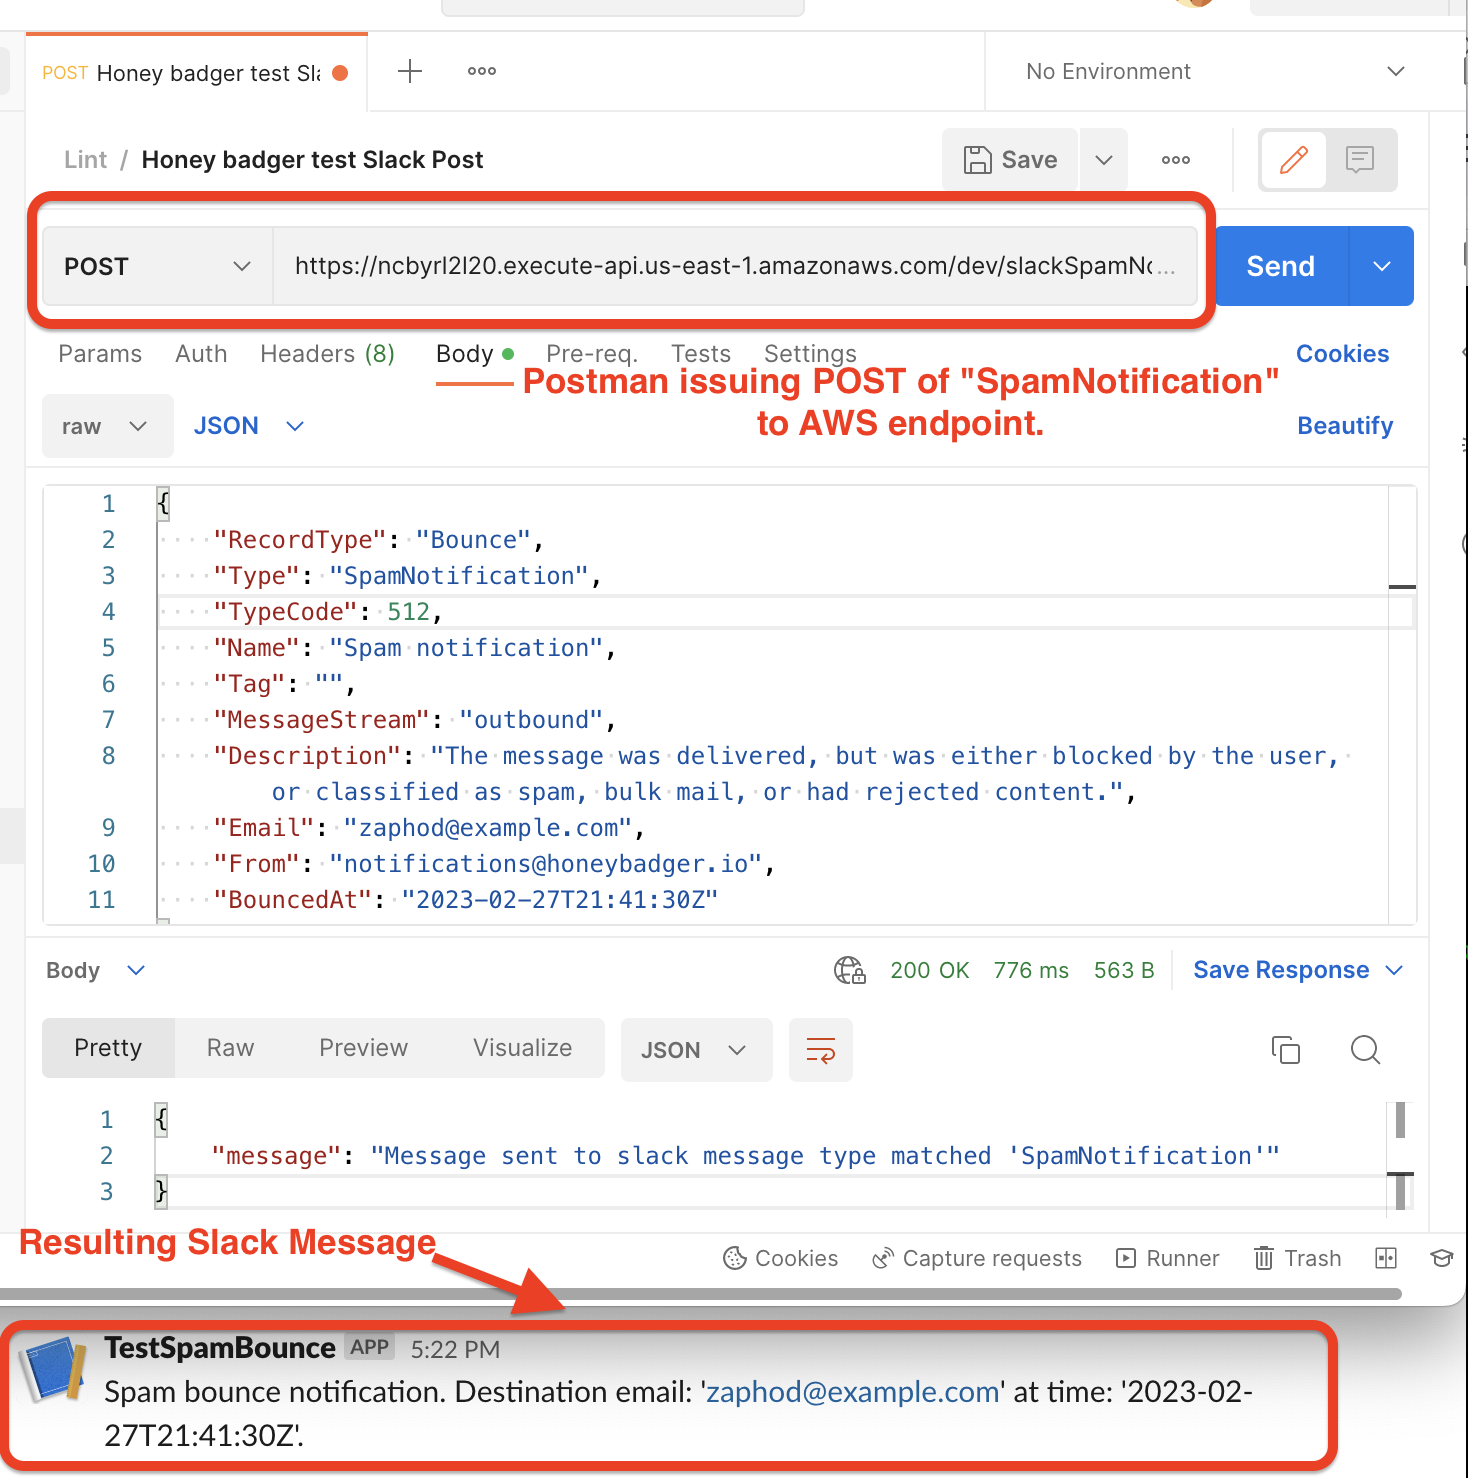 POST Honey badger test Sla
No Environment
Lint / Honey badger test Slack Post
Save
POST
https://ncbyrl2l20.execute-api.us-east-1.amazonaws.com/dev/slackSpamNo...
Send
Params Auth Headers (8) Body Pre-req. Tests Settings Cookies
Postman issuing POST of "SpamNotification"
to AWS endpoint.
raw JSON Beautify
1 {
2 "RecordType": "Bounce",
3 "Type": "SpamNotification",
4 "TypeCode": 512,
5 "Name": "Spam notification",
6 "Tag": "",
7 "MessageStream": "outbound",
8 "Description": "The message was delivered, but was either blocked by the user,
or classified as spam, bulk mail, or had rejected content.",
9 "Email": "zaphod@example.com",
10 "From": "notifications@honeybadger.io",
11 "BouncedAt": "2023-02-27T21:41:30Z"
Body 200 OK 776 ms 563 B Save Response
Pretty Raw Preview Visualize JSON
1 {
2 "message": "Message sent to slack message type matched 'SpamNotification'"
3 }
Resulting Slack Message
Cookies Capture requests Runner Trash
TestSpamBounce APP 5:22 PM
Spam bounce notification. Destination email: 'zaphod@example.com' at time: '2023-02-
27T21:41:30Z'.